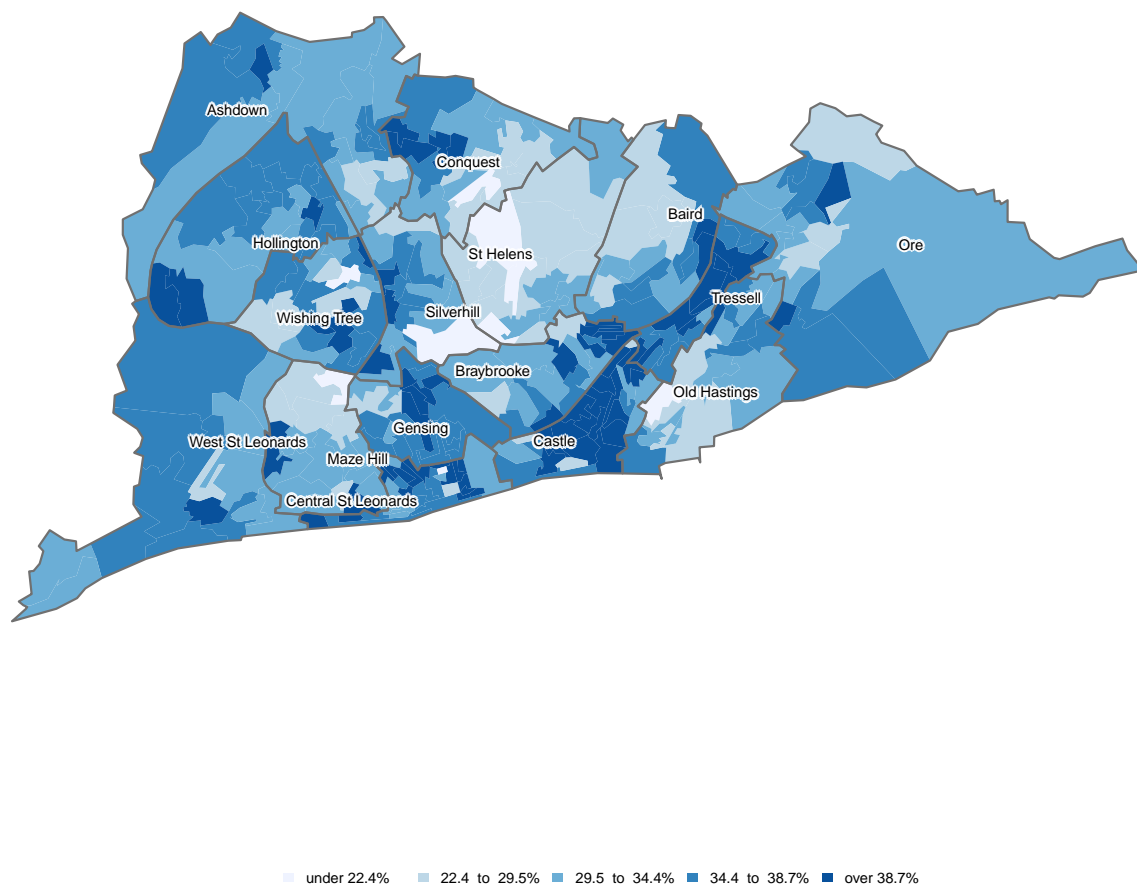 Ashdown
Conquest
Baird
Hollington
Ore
St Helens
Tressell
Silverhill
Wishing Tree
Braybrooke
Old Hastings
Gensing
West St Leonards
Castle
Maze Hill
Central St Leonards
under 22.4% 22.4 to 29.5% 29.5 to 34.4% 34.4 to 38.7% over 38.7%